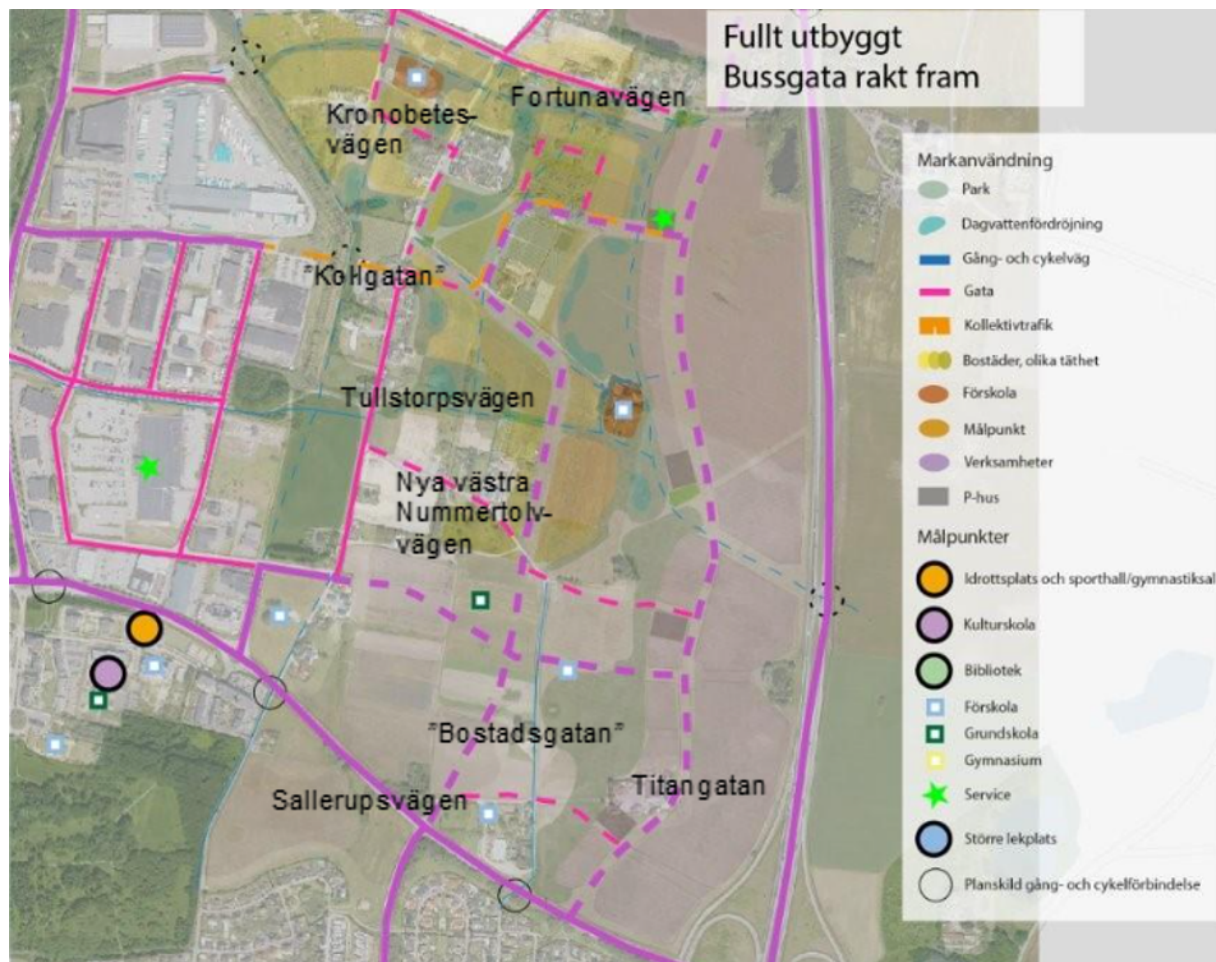 Fullt utbyggt
Bussgata rakt fram
Fortunavägen
Kronobetes-
vägen
"Kollgatan"
Tullstorpsvägen
Nya västra
Nummertolv-
vägen
"Bostadsgatan"
Sallerupsvägen
Titangatan
Markanvändning
Park
Dagvattenfördröjning
Gång- och cykelväg
Gata
Kollektivtrafik
Bostäder, olika täthet
Förskola
Målpunkt
Verksamheter
P-hus
Målpunkter
Idrottsplats och sporthall/gymnastiksal
Kulturskola
Bibliotek
Förskola
Grundskola
Gymnasium
Service
Större lekplats
Planskild gång- och cykelförbindelse